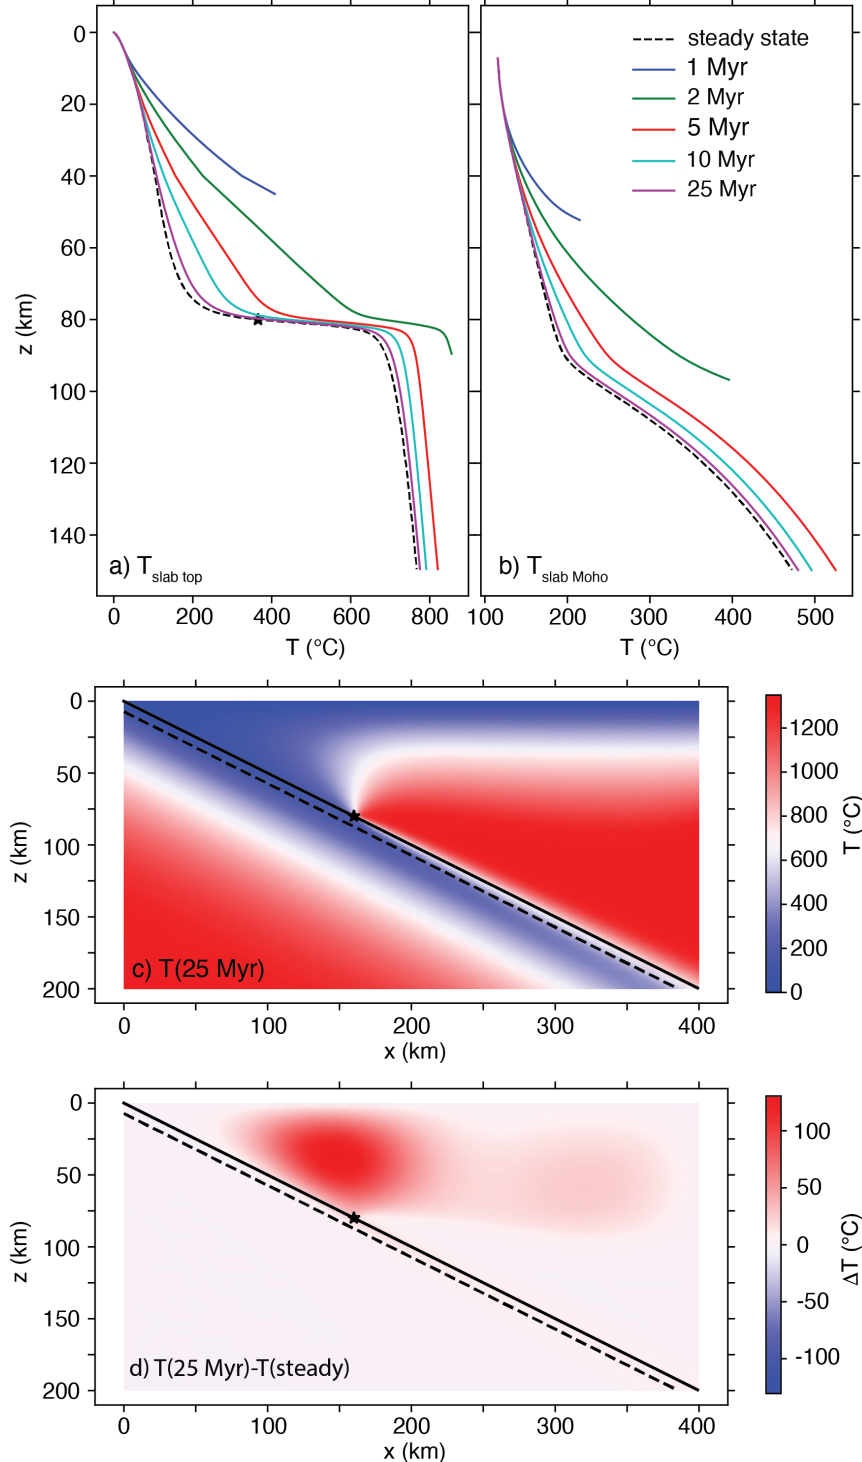 steady state
1 Myr
2 Myr
5 Myr
10 Myr
25 Myr
0
20
40
60
80
100
120
140
z (km)
a) T slab top
b) T slab Moho
0 200 400 600 800
100 200 300 400 500
T (°C)
T (°C)
0
50
100
150
200
z (km)
c) T(25 Myr)
0 100 200 300 400
x (km)
1200
1000
800
600
400
200
0
T (°C)
0
50
100
150
200
z (km)
d) T(25 Myr)-T(steady)
0 100 200 300 400
x (km)
100
50
0
-50
-100
ΔT (°C)